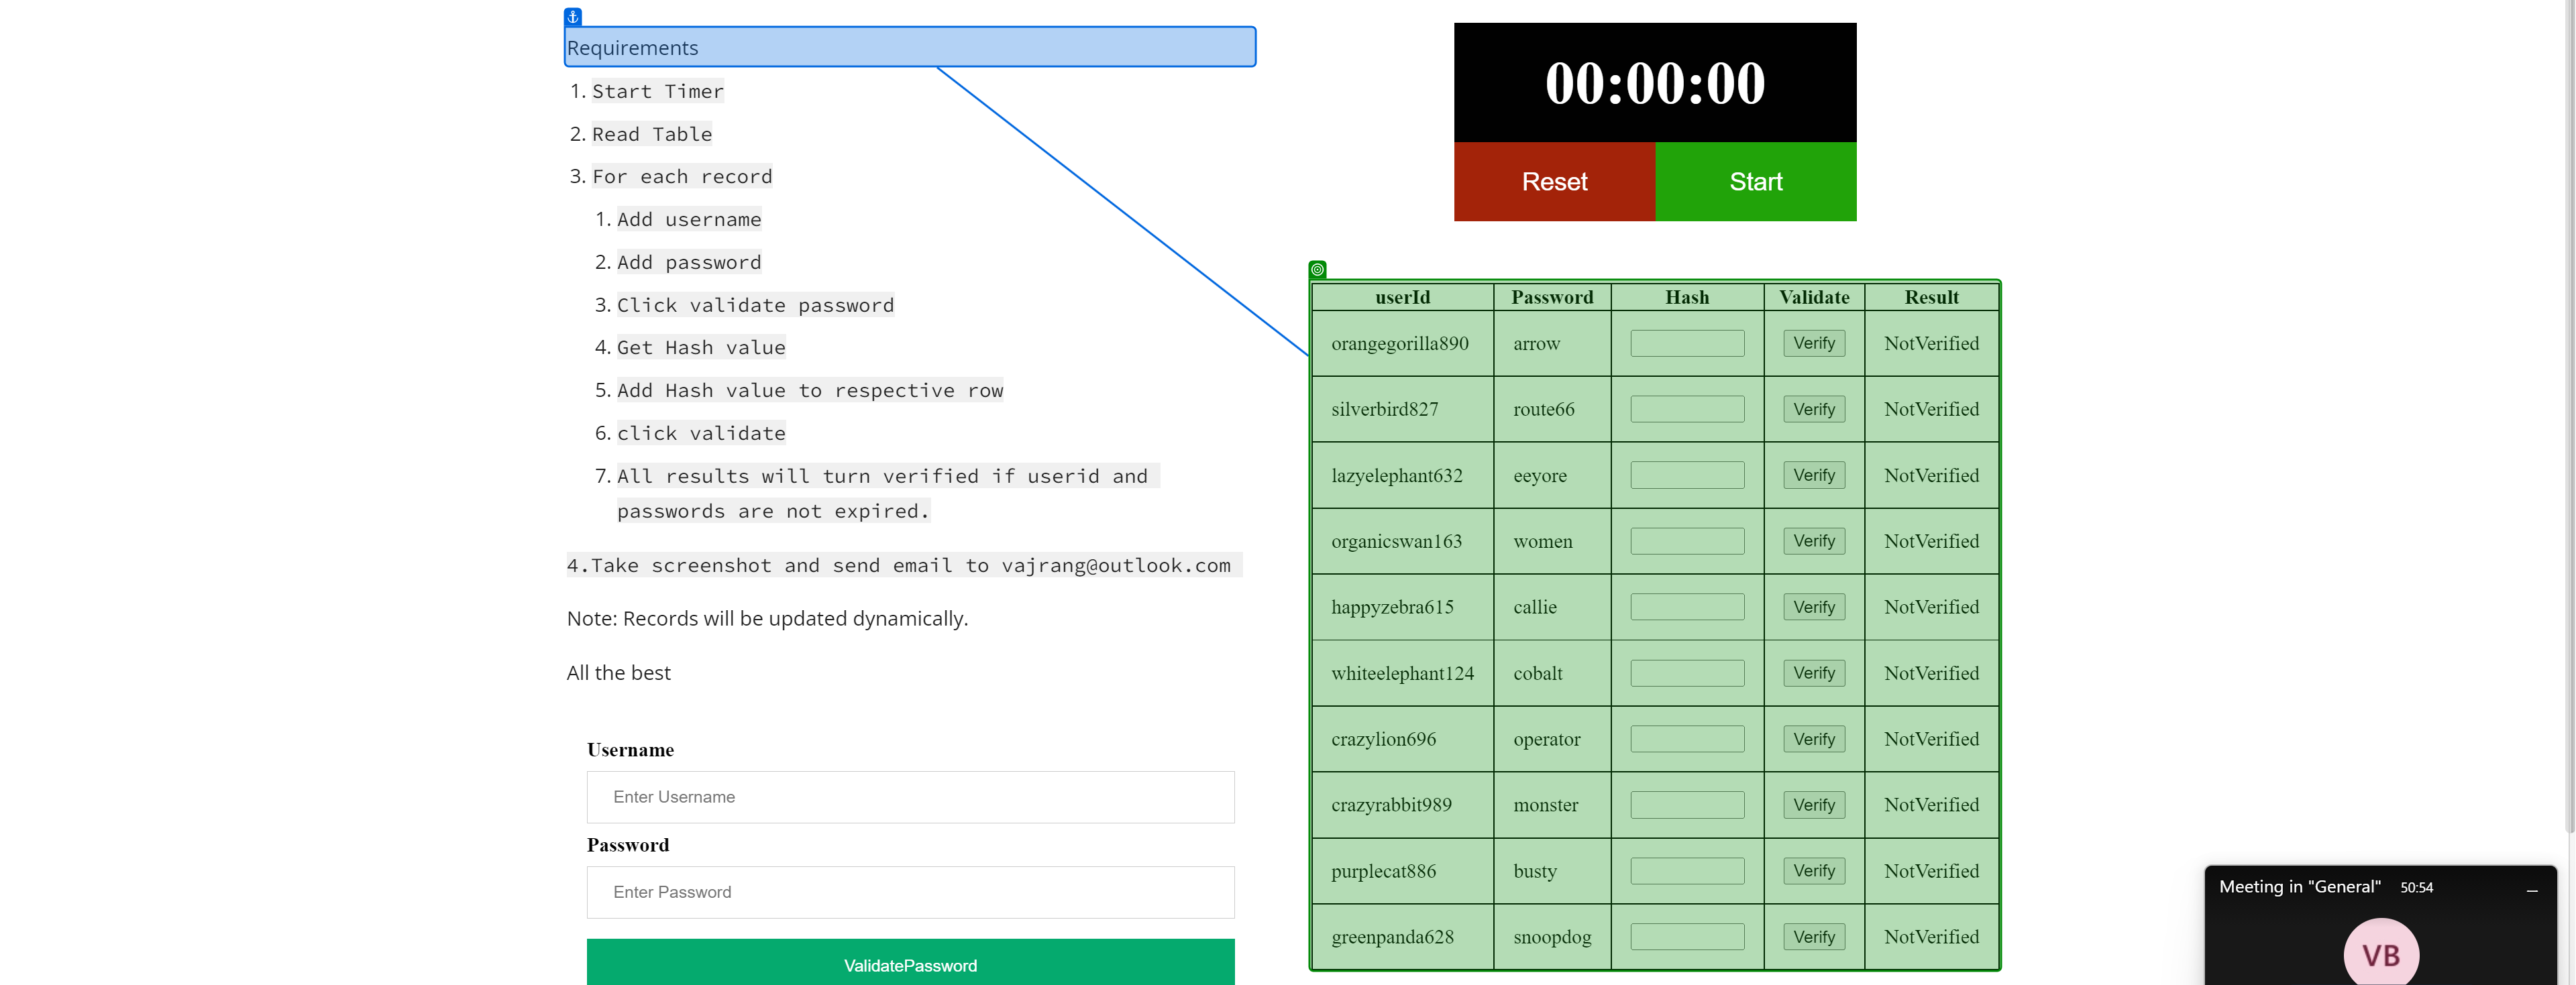 Requirements
1. Start Timer
2. Read Table
3. For each record
1. Add username
2. Add password
3. Click validate password
4. Get Hash value
5. Add Hash value to respective row
6. click validate
7. All results will turn verified if userid and
passwords are not expired.
4.Take screenshot and send email to vajrang@outlook.com
Note: Records will be updated dynamically.
All the best
Username
Enter Username
Password
Enter Password
ValidatePassword
00:00:00
Reset Start
userId Password Hash Validate Result
orangegorilla890 arrow Verify NotVerified
silverbird827 route66 Verify NotVerified
lazyelephant632 eeyore Verify NotVerified
organicswan163 women Verify NotVerified
happyzebra615 callie Verify NotVerified
whiteelephant124 cobalt Verify NotVerified
crazylion696 operator Verify NotVerified
crazyrabbit989 monster Verify NotVerified
purplecat886 busty Verify NotVerified
greenpanda628 snoopdog Verify NotVerified
Meeting in "General" 50:54
VB